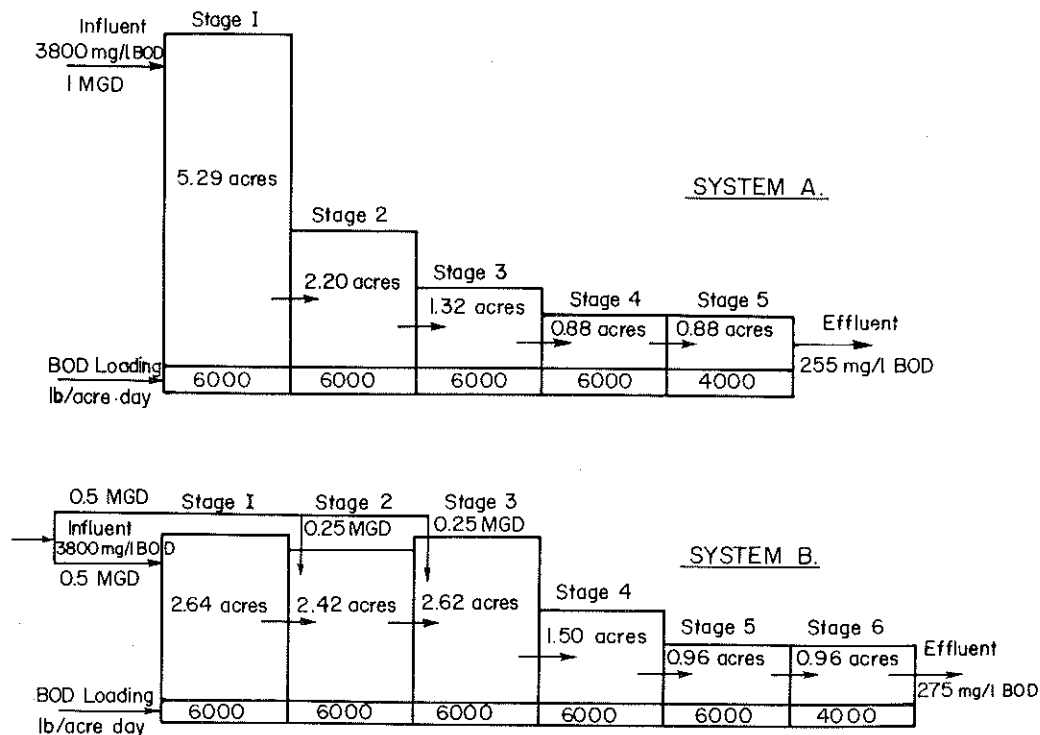 Stage I
Influent
3800 mg/l BOD
1 MGD
5.29 acres
SYSTEM A.
Stage 2
2.20 acres
Stage 3
1.32 acres
Stage 4
Stage 5
0.88 acres
0.88 acres
Effluent
255 mg/l BOD
BOD Loading
lb/acre·day
6000
6000
6000
6000
4000
0.5 MGD
Stage I
Stage 2
Stage 3
0.25 MGD
0.25 MGD
Influent
3800 mg/l BOD
0.5 MGD
SYSTEM B.
2.64 acres
2.42 acres
2.62 acres
Stage 4
1.50 acres
Stage 5
Stage 6
0.96 acres
0.96 acres
Effluent
275 mg/l BOD
BOD Loading
lb/acre day
6000
6000
6000
6000
6000
4000